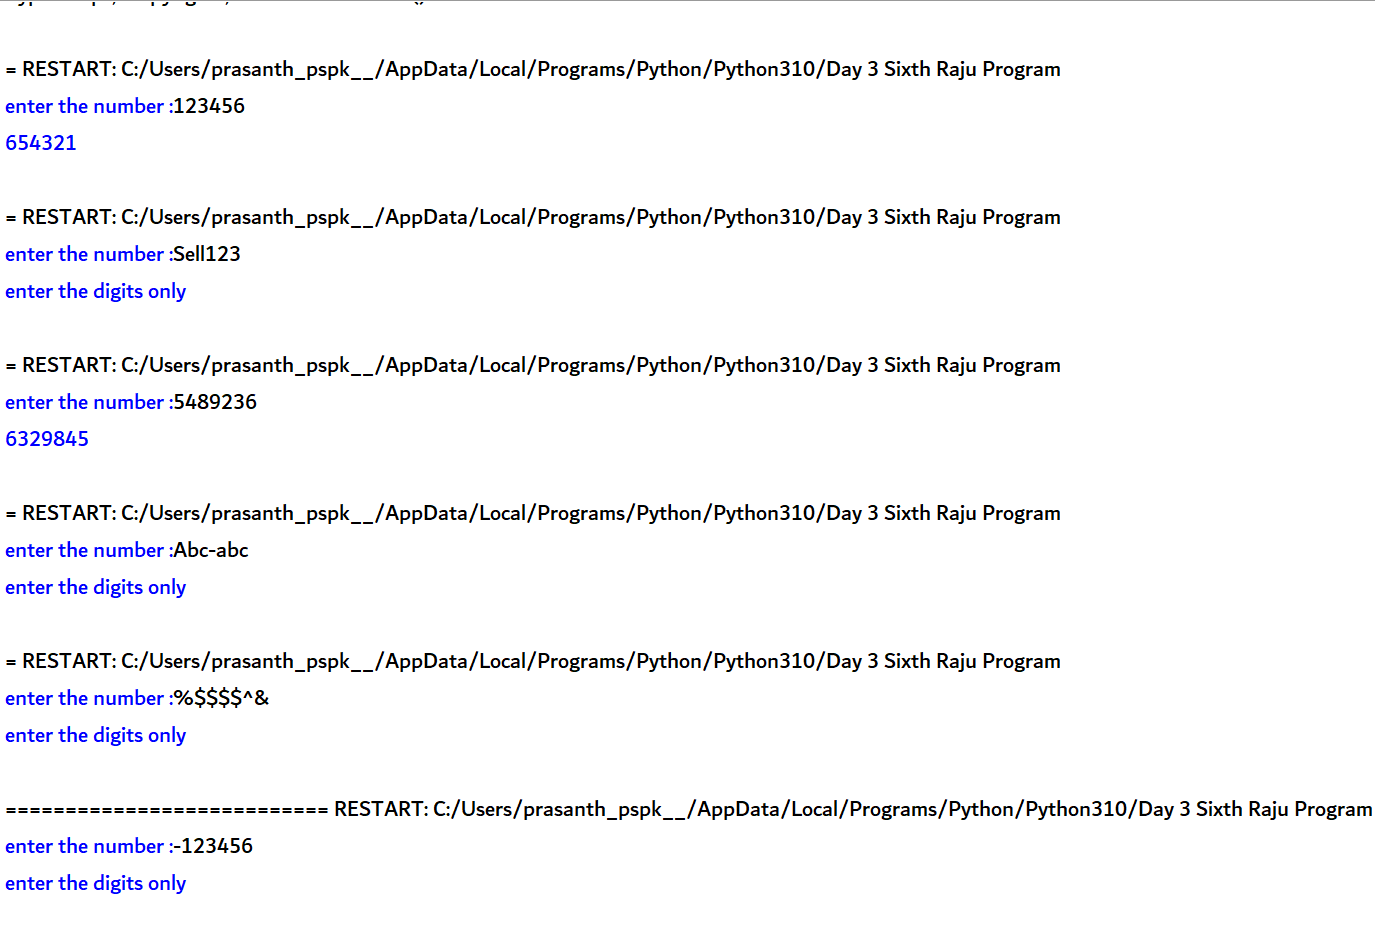 = RESTART: C:/Users/prasanth_pspk__/AppData/Local/Programs/Python/Python310/Day 3 Sixth Raju Program
enter the number :123456
654321
= RESTART: C:/Users/prasanth_pspk__/AppData/Local/Programs/Python/Python310/Day 3 Sixth Raju Program
enter the number :Sell123
enter the digits only
= RESTART: C:/Users/prasanth_pspk__/AppData/Local/Programs/Python/Python310/Day 3 Sixth Raju Program
enter the number :5489236
6329845
= RESTART: C:/Users/prasanth_pspk__/AppData/Local/Programs/Python/Python310/Day 3 Sixth Raju Program
enter the number :Abc-abc
enter the digits only
= RESTART: C:/Users/prasanth_pspk__/AppData/Local/Programs/Python/Python310/Day 3 Sixth Raju Program
enter the number :%$$$$^&
enter the digits only
=========================== RESTART: C:/Users/prasanth_pspk__/AppData/Local/Programs/Python/Python310/Day 3 Sixth Raju Program
enter the number :-123456
enter the digits only